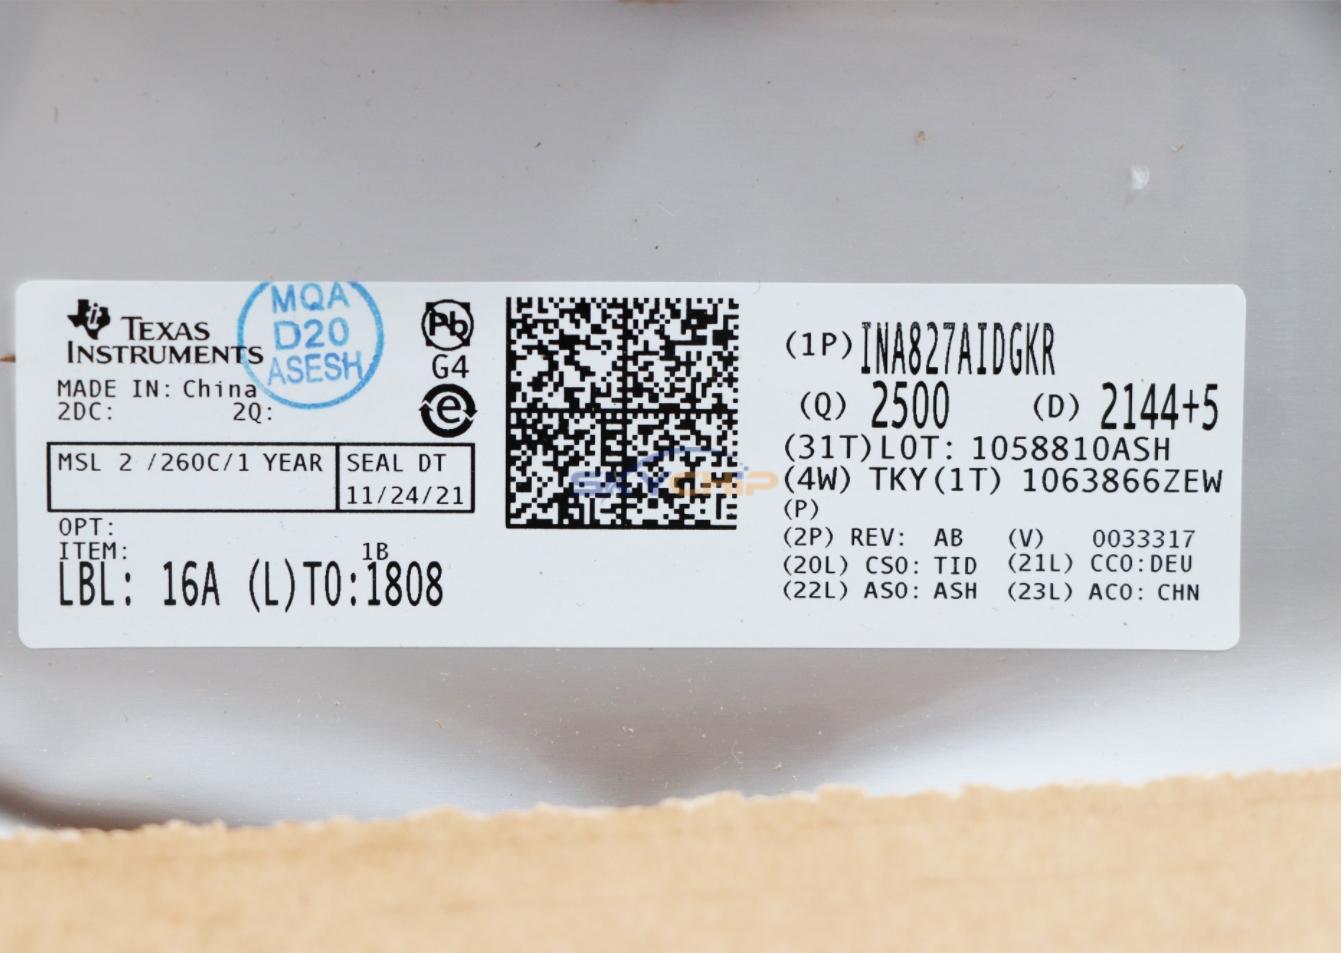 TEXAS
INSTRUMENTS
MADE IN: China
2DC: 2Q:
MQA
D20
ASESH
Pb
G4
e
MSL 2 /260C/1 YEAR
SEAL DT
11/24/21
OPT:
ITEM: 1B
LBL: 16A (L)TO:1808
SKYCHIP
(1P) INA827AIDGKR
(Q) 2500 (D) 2144+5
(31T)LOT: 1058810ASH
(4W) TKY(1T) 1063866ZEW
(P)
(2P) REV: AB (V) 0033317
(20L) CSO: TID (21L) CCO:DEU
(22L) ASO: ASH (23L) ACO: CHN